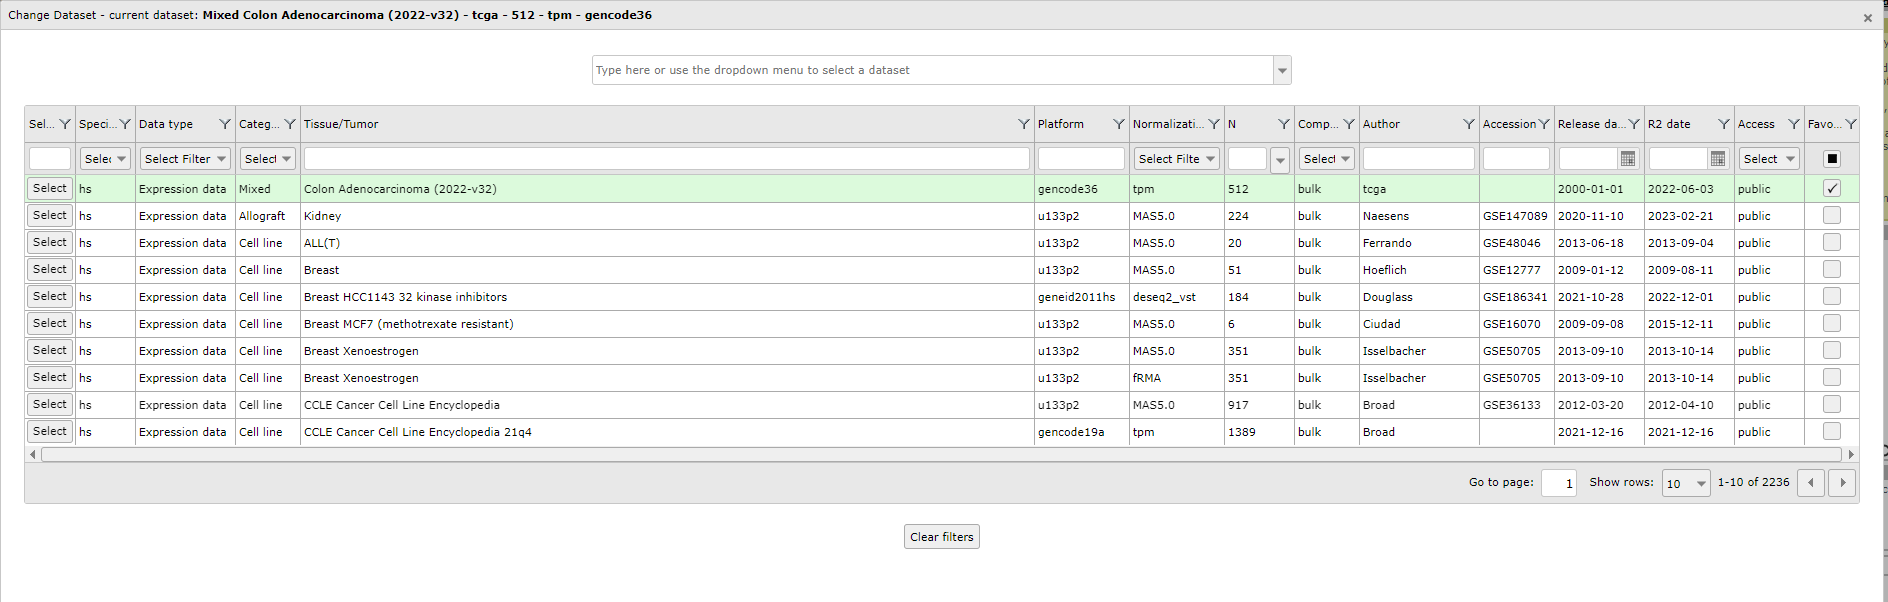 Change Dataset - current dataset: Mixed Colon Adenocarcinoma (2022-v32) - tcga - 512 - tpm - gencode36
Type here or use the dropdown menu to select a dataset
Sel... Speci... Data type Categ... Tissue/Tumor Platform Normalizati... N Comp... Author Accession Release da... R2 date Access Favo...
Selec Select Filter Select Select Filte Select Select
Select hs Expression data Mixed Colon Adenocarcinoma (2022-v32) gencode36 tpm 512 bulk tcga 2000-01-01 2022-06-03 public
Select hs Expression data Allograft Kidney u133p2 MAS5.0 224 bulk Naesens GSE147089 2020-11-10 2023-02-21 public
Select hs Expression data Cell line ALL(T) u133p2 MAS5.0 20 bulk Ferrando GSE48046 2013-06-18 2013-09-04 public
Select hs Expression data Cell line Breast u133p2 MAS5.0 51 bulk Hoeflich GSE12777 2009-01-12 2009-08-11 public
Select hs Expression data Cell line Breast HCC1143 32 kinase inhibitors geneid2011hs deseq2_vst 184 bulk Douglass GSE186341 2021-10-28 2022-12-01 public
Select hs Expression data Cell line Breast MCF7 (methotrexate resistant) u133p2 MAS5.0 6 bulk Ciudad GSE16070 2009-09-08 2015-12-11 public
Select hs Expression data Cell line Breast Xenoestrogen u133p2 MAS5.0 351 bulk Isselbacher GSE50705 2013-09-10 2013-10-14 public
Select hs Expression data Cell line Breast Xenoestrogen u133p2 fRMA 351 bulk Isselbacher GSE50705 2013-09-10 2013-10-14 public
Select hs Expression data Cell line CCLE Cancer Cell Line Encyclopedia u133p2 MAS5.0 917 bulk Broad GSE36133 2012-03-20 2012-04-10 public
Select hs Expression data Cell line CCLE Cancer Cell Line Encyclopedia 21q4 gencode19a tpm 1389 bulk Broad 2021-12-16 2021-12-16 public
Go to page: 1 Show rows: 10 1-10 of 2236
Clear filters